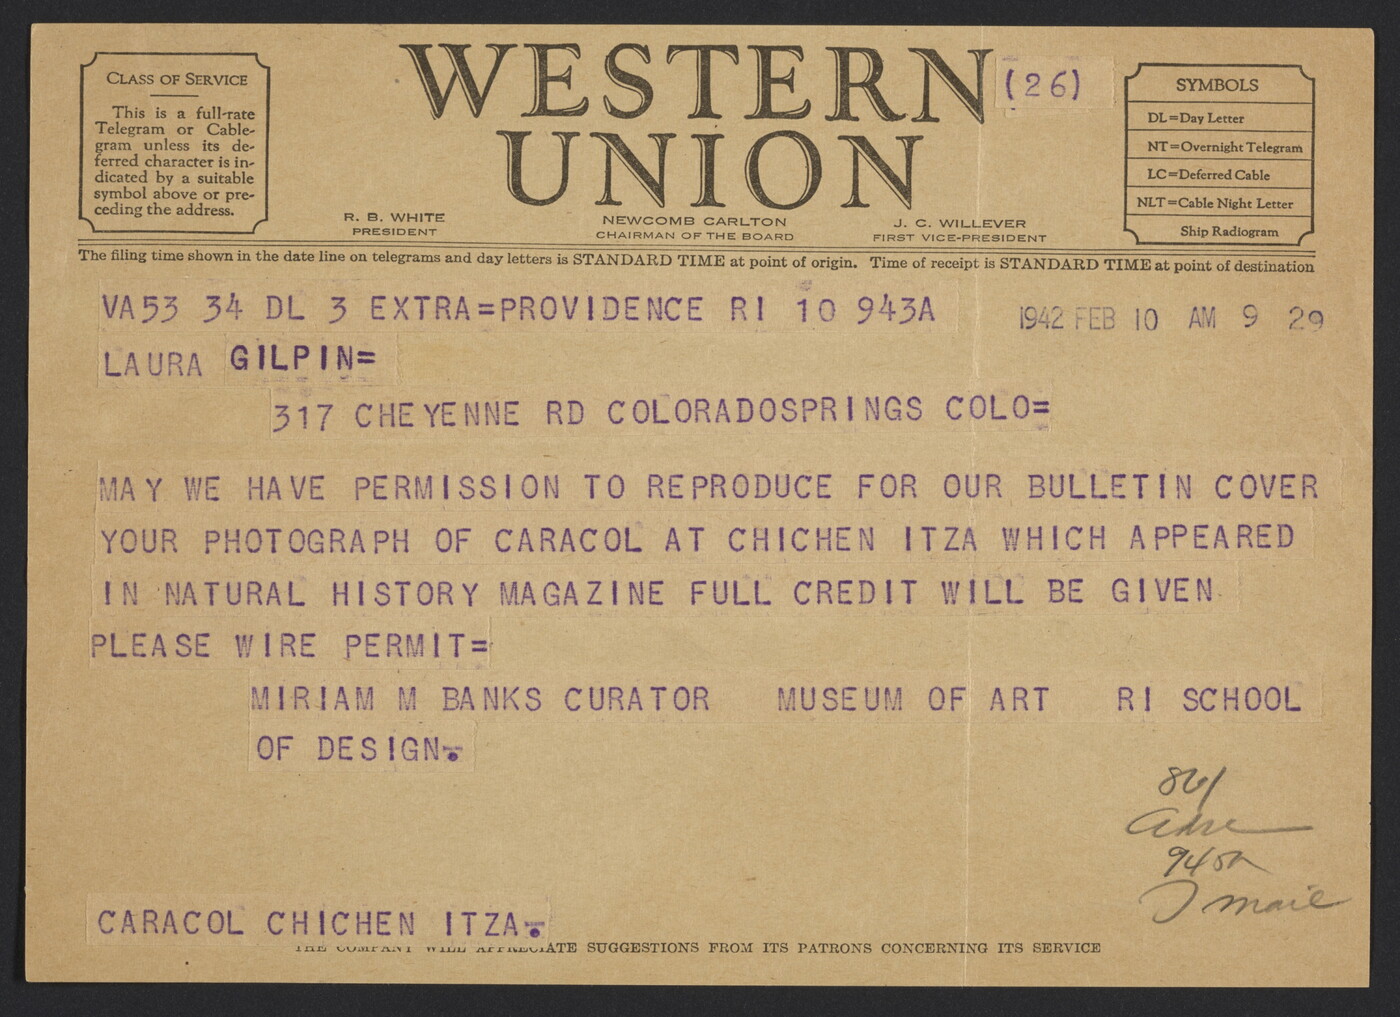 CLASS OF SERVICE
This is a full-rate
Telegram or Cable-
gram unless its de-
ferred character is in-
dicated by a suitable
symbol above or pre-
ceding the address.
WESTERN
UNION
(26)
R. B. WHITE
PRESIDENT
NEWCOMB CARLTON
CHAIRMAN OF THE BOARD
J. C. WILLEVER
FIRST VICE-PRESIDENT
SYMBOLS
DL=Day Letter
NT=Overnight Telegram
LC=Deferred Cable
NLT=Cable Night Letter
Ship Radiogram
The filing time shown in the date line on telegrams and day letters is STANDARD TIME at point of origin. Time of receipt is STANDARD TIME at point of destination
VA53 34 DL 3 EXTRA=PROVIDENCE RI 10 943A
1942 FEB 10 AM 9 29
LAURA GILPIN=
317 CHEYENNE RD COLORADOSPRINGS COLO=
MAY WE HAVE PERMISSION TO REPRODUCE FOR OUR BULLETIN COVER
YOUR PHOTOGRAPH OF CARACOL AT CHICHEN ITZA WHICH APPEARED
IN NATURAL HISTORY MAGAZINE FULL CREDIT WILL BE GIVEN
PLEASE WIRE PERMIT=
MIRIAM M BANKS CURATOR MUSEUM OF ART RI SCHOOL
OF DESIGN.
861
mail
CARACOL CHICHEN ITZA.
THE COMPANY WILL APPRECIATE SUGGESTIONS FROM ITS PATRONS CONCERNING ITS SERVICE